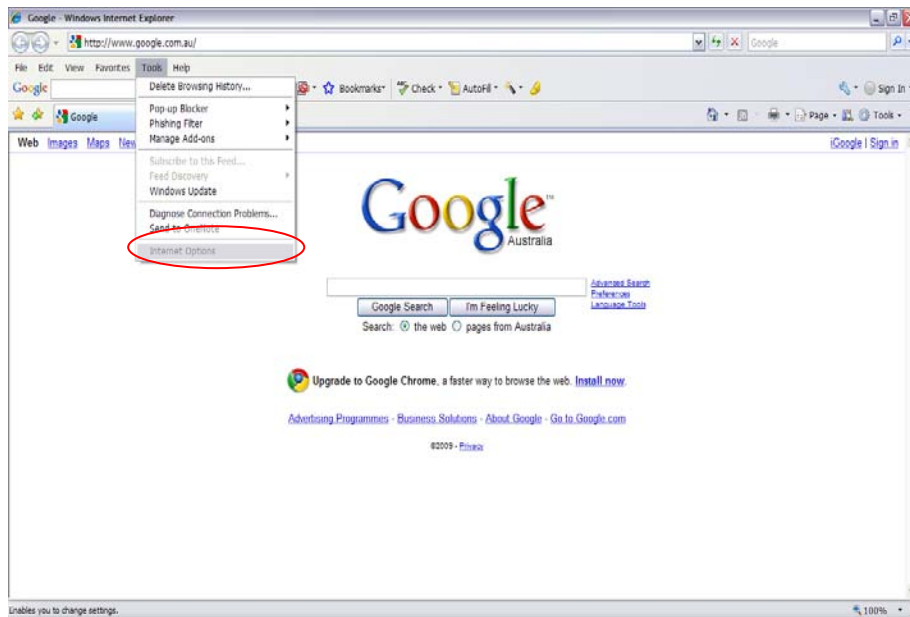 Google - Windows Internet Explorer
http://www.google.com.au/
Google
File Edit View Favorites Tools Help
Google
Bookmarks Check AutoFill Sign In
Google
Page Tools
Delete Browsing History...
Pop-up Blocker
Phishing Filter
Manage Add-ons
Subscribe to this Feed...
Feed Discovery
Windows Update
Diagnose Connection Problems...
Send to OneNote
Internet Options
Web Images Maps New
iGoogle | Sign in
Google™
Australia
Advanced Search
Preferences
Language Tools
Google Search I'm Feeling Lucky
Search: the web pages from Australia
Upgrade to Google Chrome, a faster way to browse the web. Install now.
Advertising Programmes - Business Solutions - About Google - Go to Google.com
©2009 - Privacy
Enables you to change settings.
100%